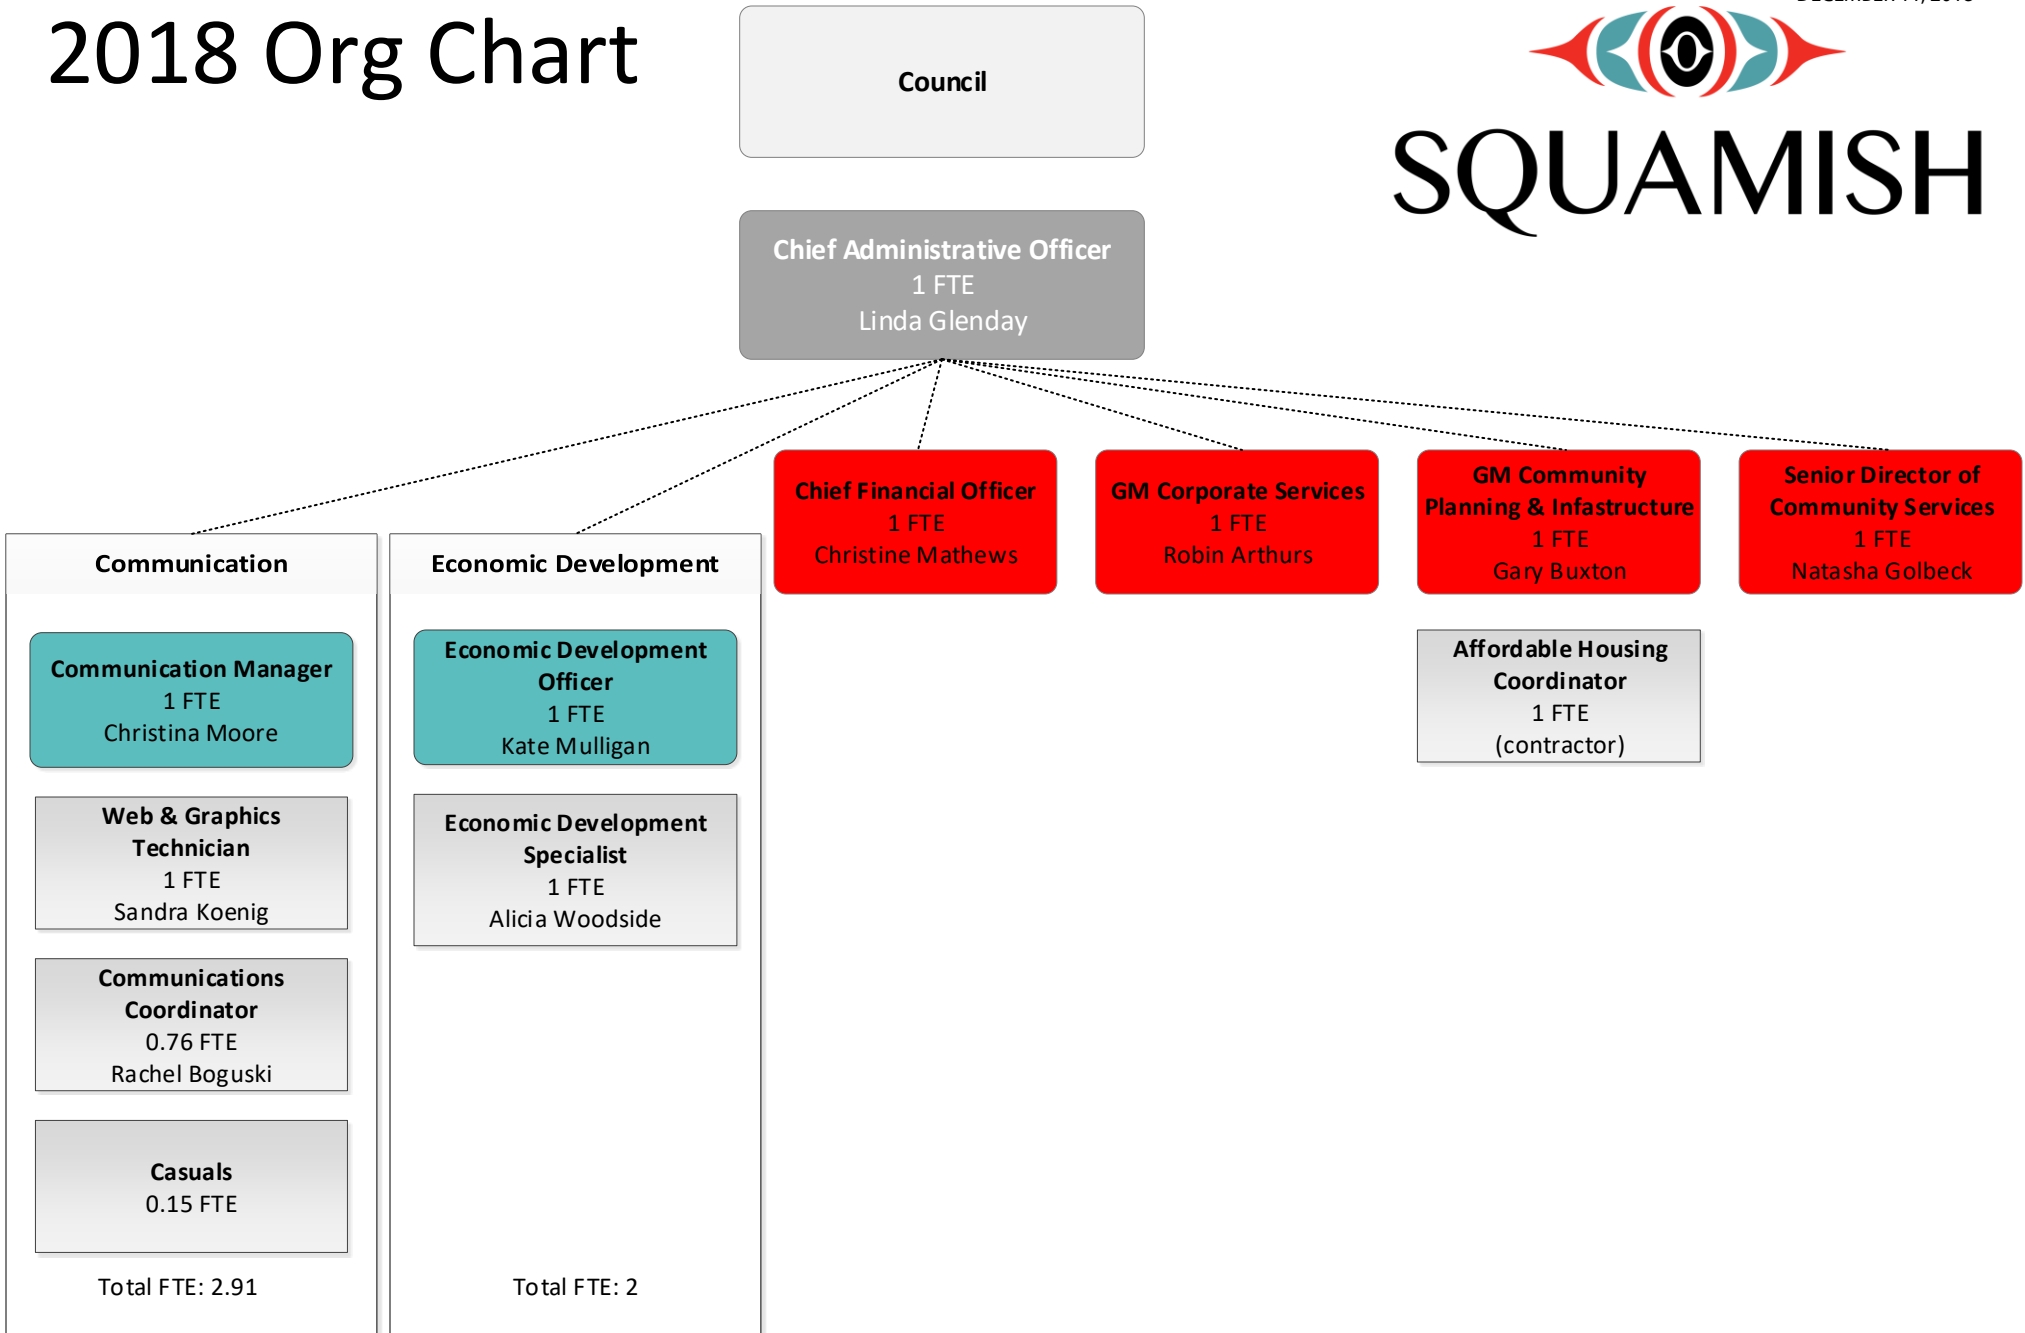 2018 Org Chart
Council
SQUAMISH
Chief Administrative Officer
1 FTE
Linda Glenday
Chief Financial Officer
1 FTE
Christine Mathews
GM Corporate Services
1 FTE
Robin Arthurs
GM Community
Planning & Infastructure
1 FTE
Gary Buxton
Senior Director of
Community Services
1 FTE
Natasha Golbeck
Affordable Housing
Coordinator
1 FTE
(contractor)
Communication
Communication Manager
1 FTE
Christina Moore
Web & Graphics
Technician
1 FTE
Sandra Koenig
Communications
Coordinator
0.76 FTE
Rachel Boguski
Casuals
0.15 FTE
Total FTE: 2.91
Economic Development
Economic Development
Officer
1 FTE
Kate Mulligan
Economic Development
Specialist
1 FTE
Alicia Woodside
Total FTE: 2